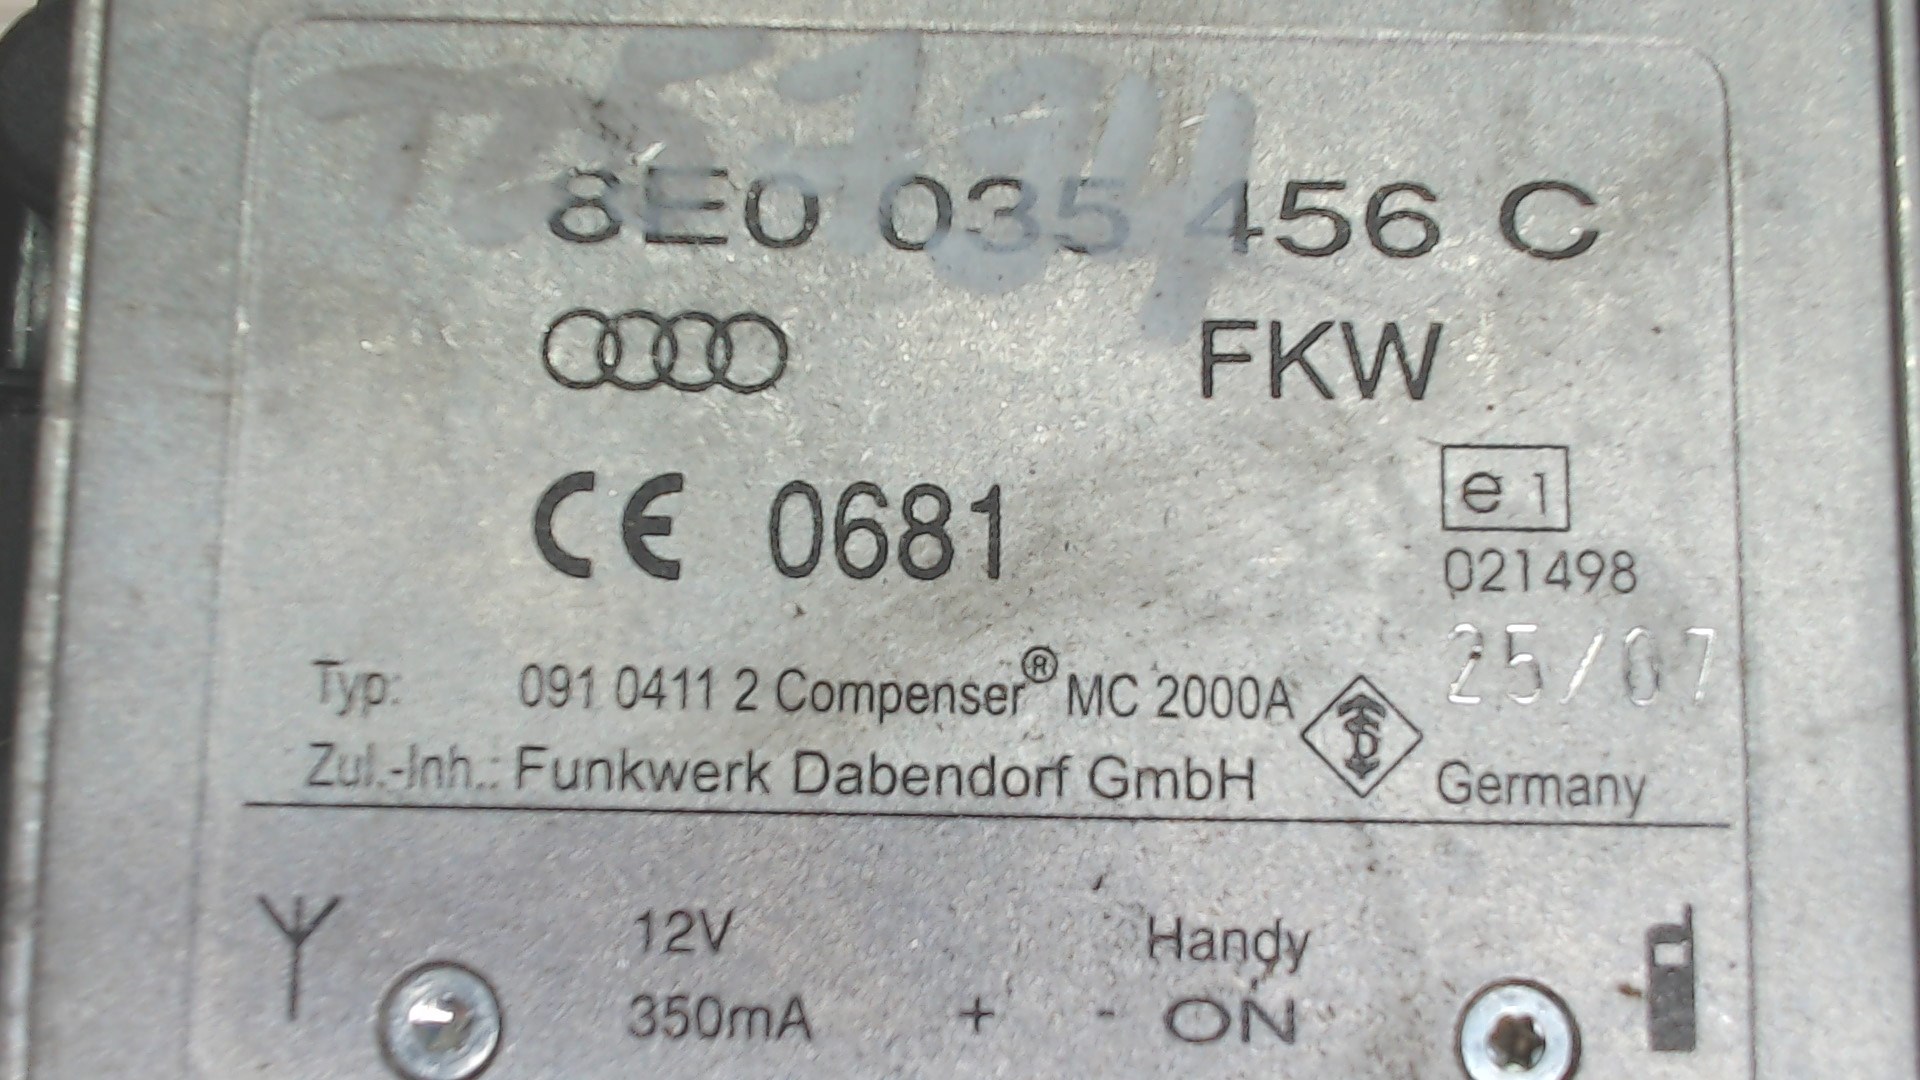 8E0 035 456 C
FKW
CE 0681
e1
021498
25/07
Typ: 091 0411 2 Compenser® MC 2000A
Zul.-Inh.: Funkwerk Dabendorf GmbH Germany
12V Handy
350mA + - ON